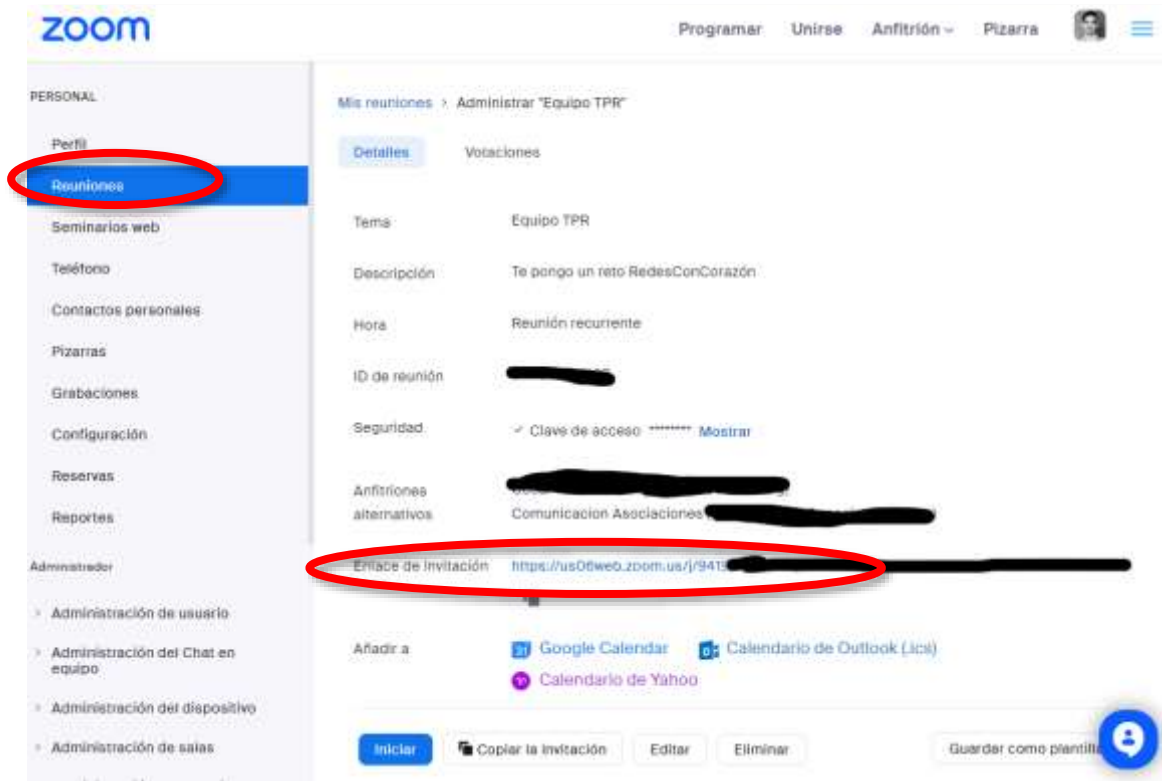 zoom
Programar Unirse Anfitrión Pizarra
PERSONAL
Perfil
Reuniones
Seminarios web
Teléfono
Contactos personales
Pizarras
Grabaciones
Configuración
Reservas
Reportes
Administrador
> Administración de usuario
> Administración del Chat en
equipo
> Administración del dispositivo
> Administración de salas
Mis reuniones > Administrar "Equipo TPR"
Detalles Votaciones
Tema Equipo TPR
Descripción Te pongo un reto RedesConCorazón
Hora Reunión recurrente
ID de reunión
Seguridad ✓ Clave de acceso ******** Mostrar
Anfitriones
alternativos Comunicacion Asociaciones
Enlace de invitación https://us06web.zoom.us/j/941
Añadir a Google Calendar Calendario de Outlook (.ics)
Calendario de Yahoo
Iniciar Copiar la invitación Editar Eliminar Guardar como plantilla